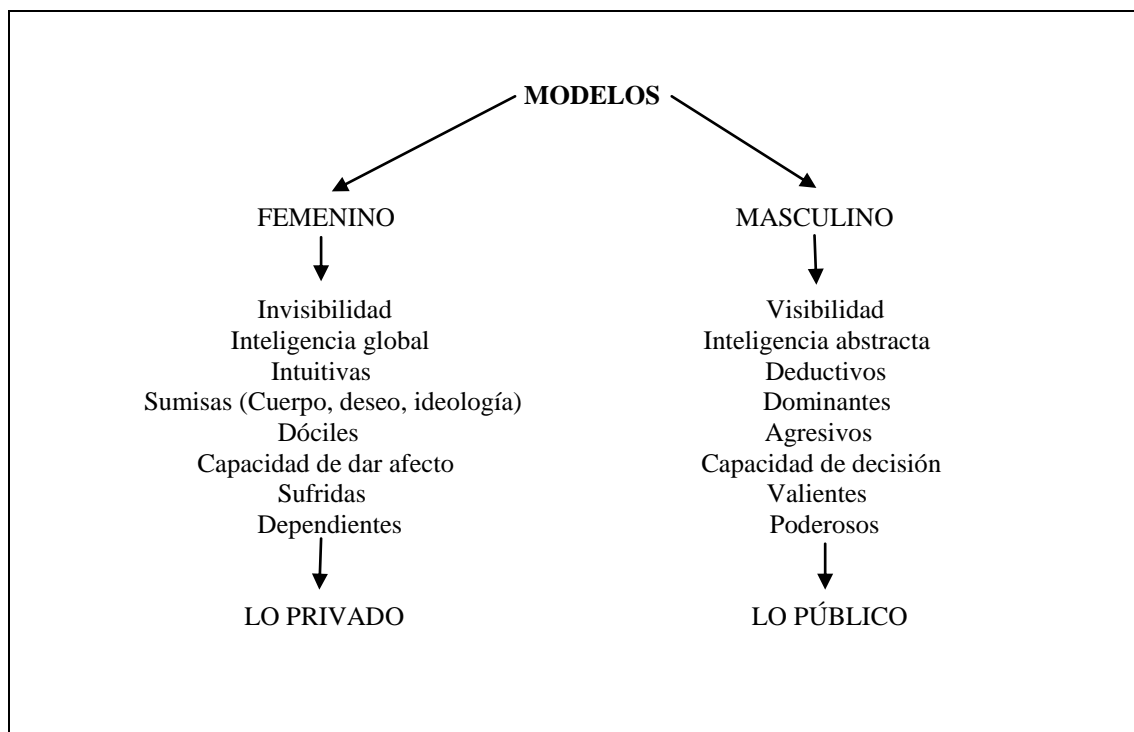 MODELOS
FEMENINO
Invisibilidad
Inteligencia global
Intuitivas
Sumisas (Cuerpo, deseo, ideología)
Dóciles
Capacidad de dar afecto
Sufridas
Dependientes
LO PRIVADO
MASCULINO
Visibilidad
Inteligencia abstracta
Deductivos
Dominantes
Agresivos
Capacidad de decisión
Valientes
Poderosos
LO PÚBLICO